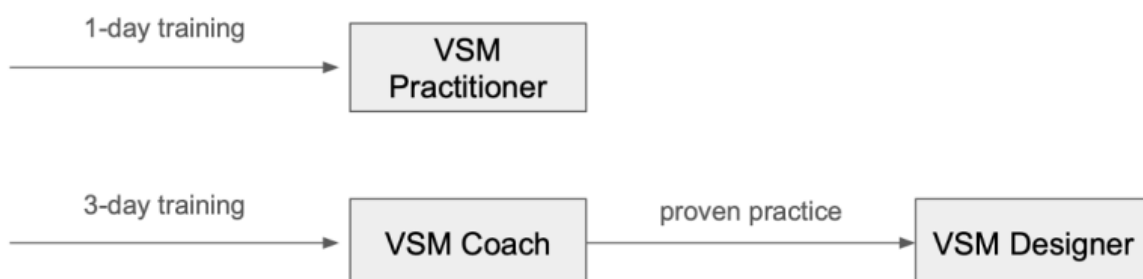 1-day training
VSM
Practitioner
3-day training
VSM Coach
proven practice
VSM Designer